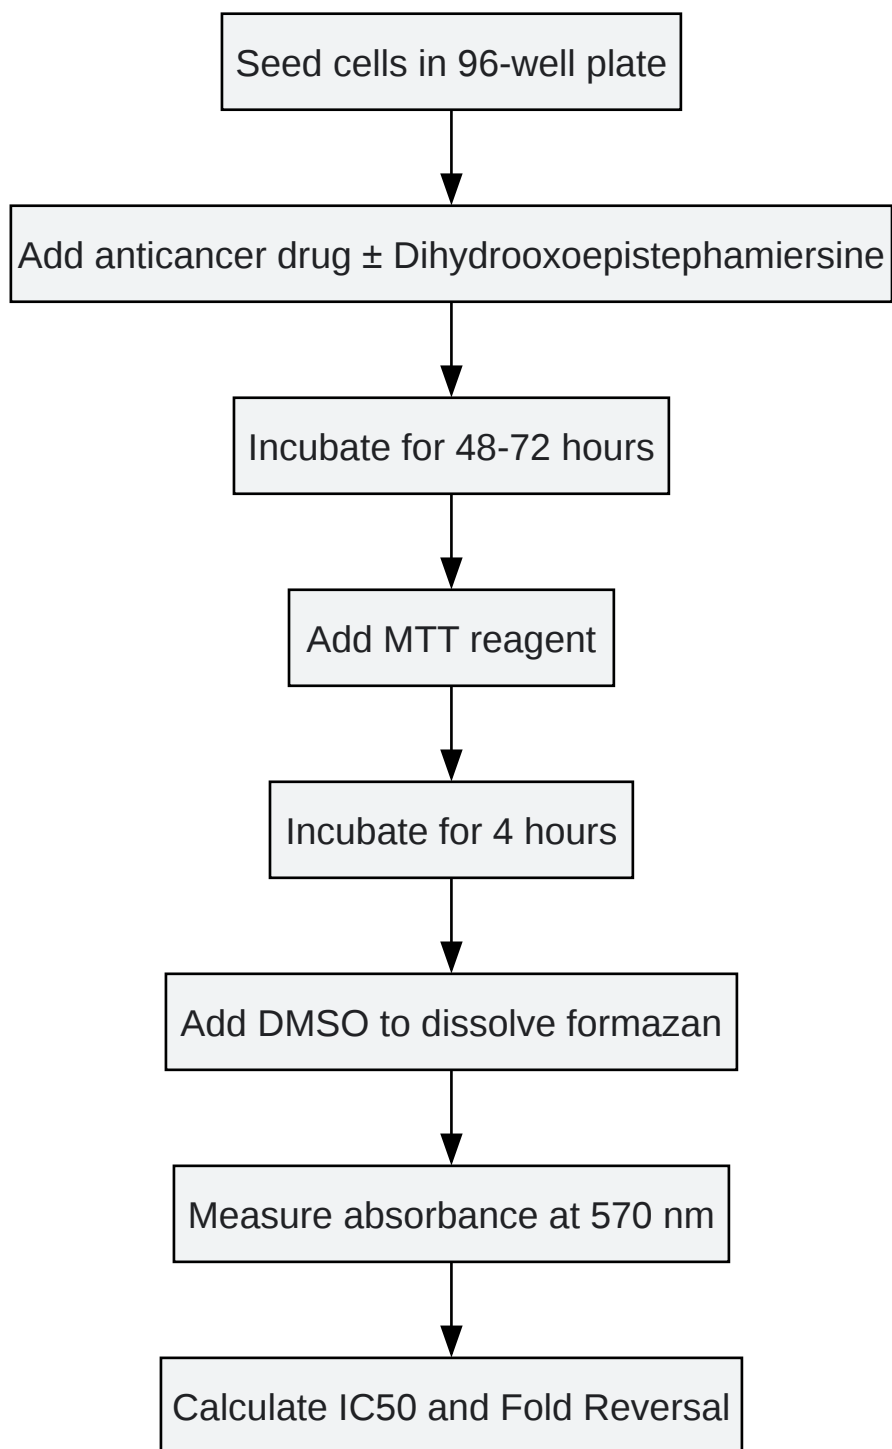 Seed cells in 96-well plate
Add anticancer drug ± Dihydrooxoepistephamiersine
Incubate for 48-72 hours
Add MTT reagent
Incubate for 4 hours
Add DMSO to dissolve formazan
Measure absorbance at 570 nm
Calculate IC50 and Fold Reversal